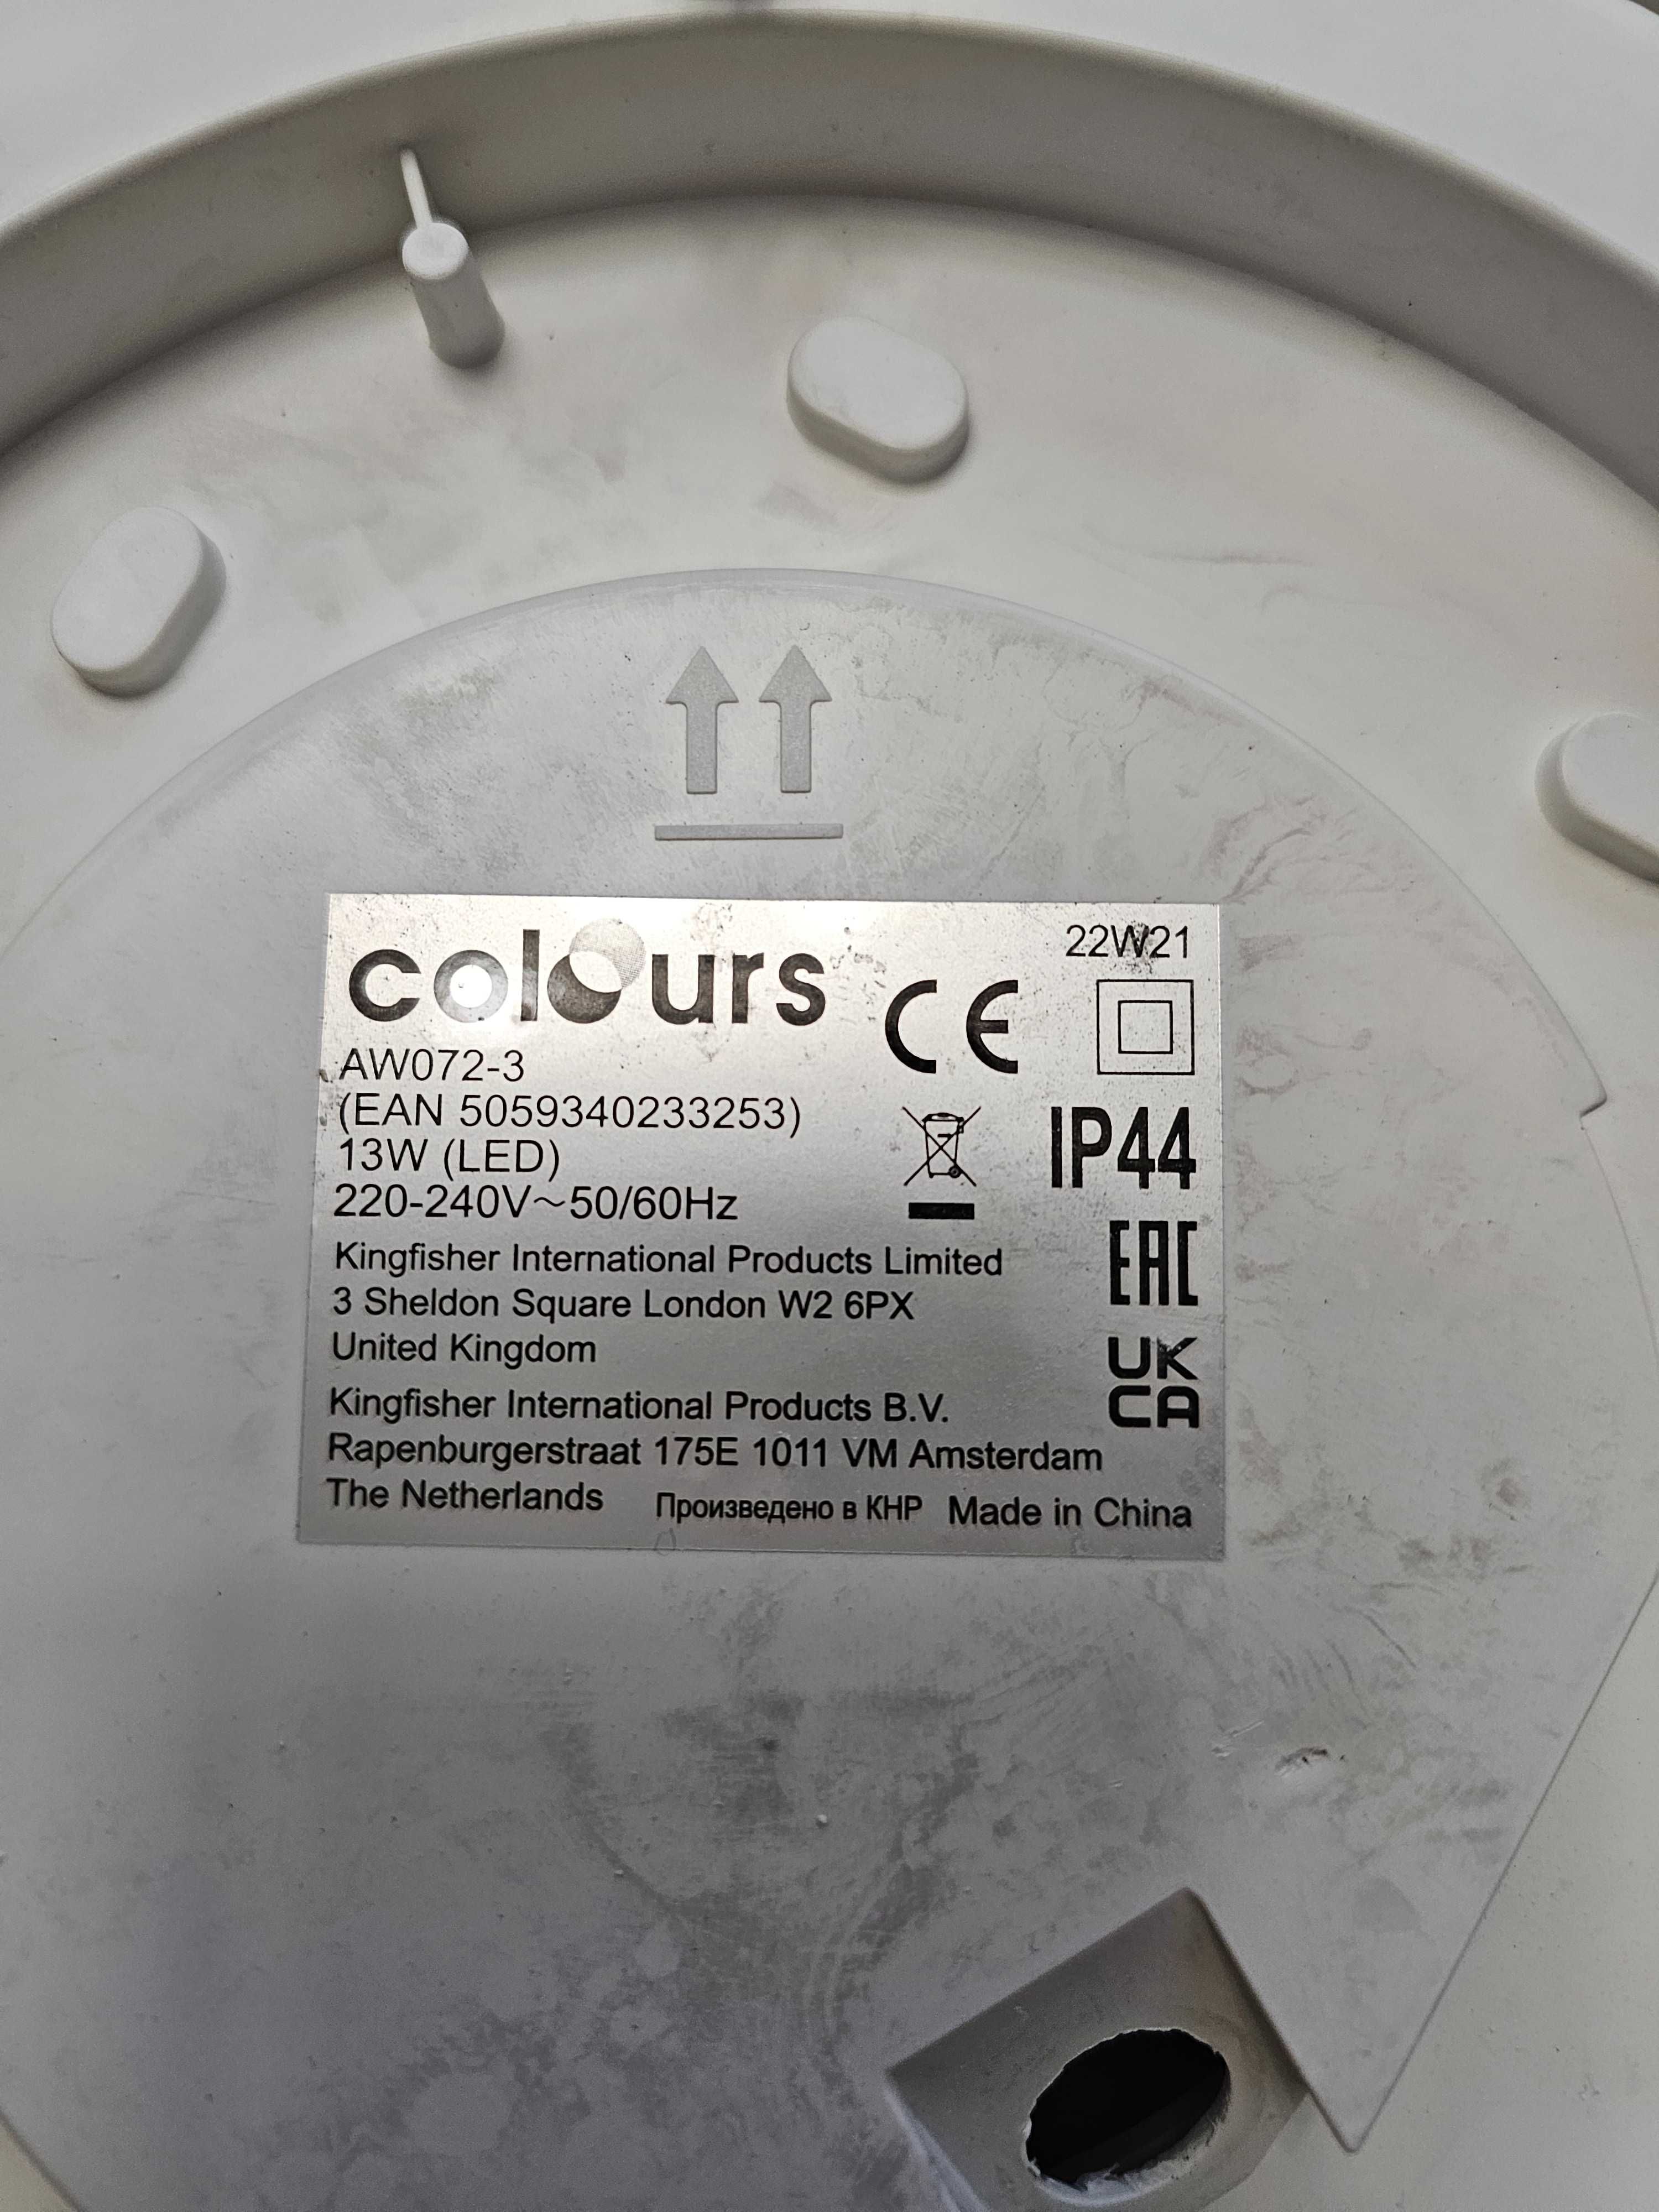 colours
22W21
CE
AW072-3
(EAN 5059340233253)
13W (LED)
IP44
220-240V~50/60Hz
EAC
Kingfisher International Products Limited
3 Sheldon Square London W2 6PX
United Kingdom
UK
CA
Kingfisher International Products B.V.
Rapenburgerstraat 175E 1011 VM Amsterdam
The Netherlands Произведено в КНР Made in China